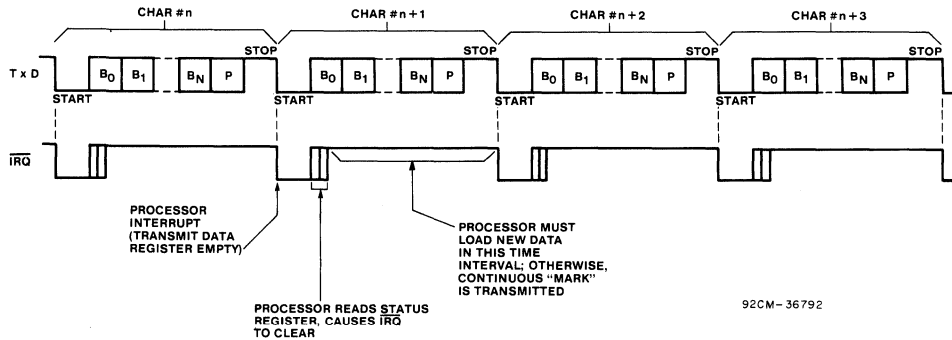 CHAR #n CHAR #n+1 CHAR #n+2 CHAR #n+3
STOP STOP STOP STOP
TxD B0 B1 BN P B0 B1 BN P B0 B1 BN P B0 B1 BN P
START START START START
IRQ
PROCESSOR
INTERRUPT
(TRANSMIT DATA
REGISTER EMPTY)
PROCESSOR READS STATUS
REGISTER, CAUSES IRQ
TO CLEAR
PROCESSOR MUST
LOAD NEW DATA
IN THIS TIME
INTERVAL; OTHERWISE,
CONTINUOUS "MARK"
IS TRANSMITTED
92CM-36792